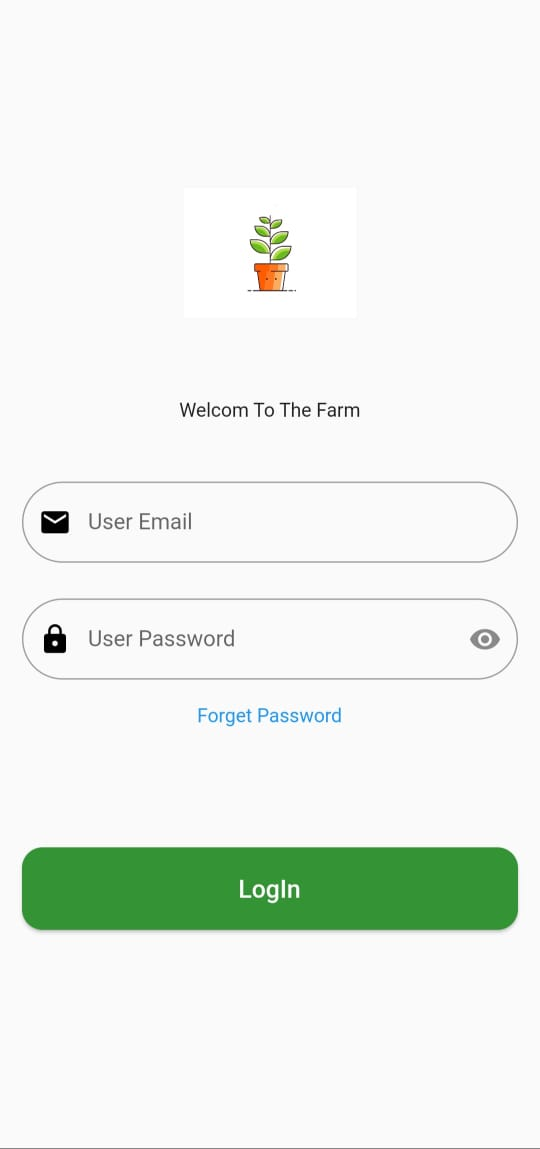 Welcom To The Farm
User Email
User Password
Forget Password
LogIn